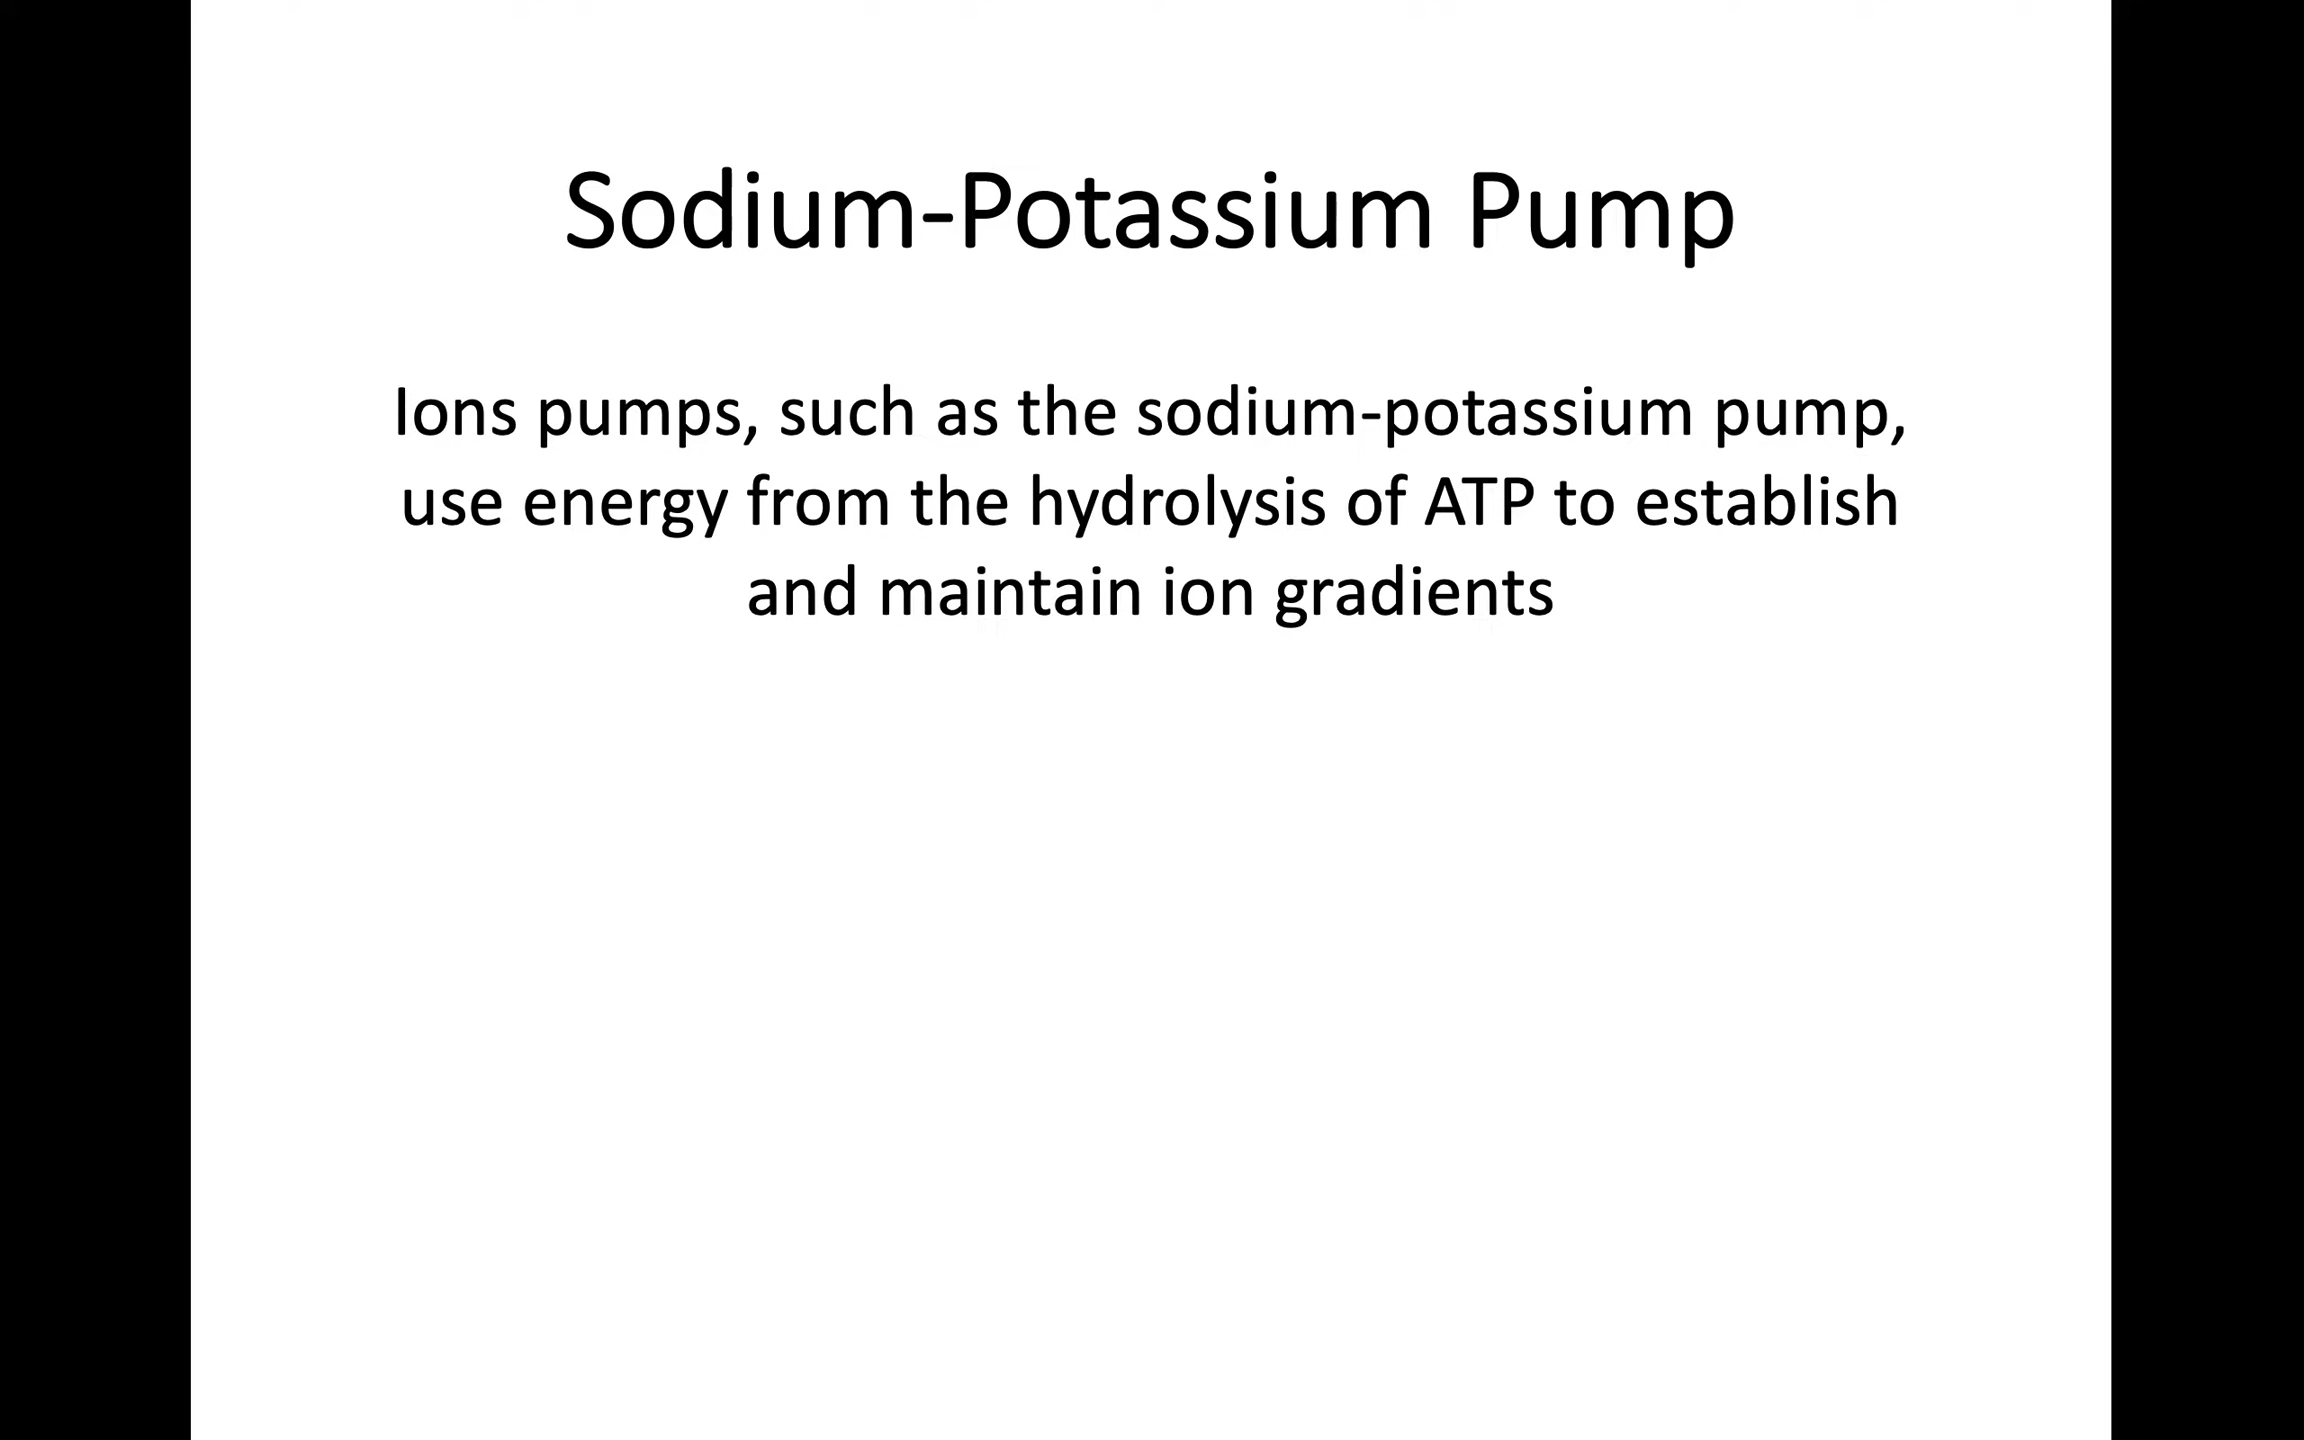 Sodium-Potassium Pump
Ions pumps, such as the sodium-potassium pump,
use energy from the hydrolysis of ATP to establish
and maintain ion gradients